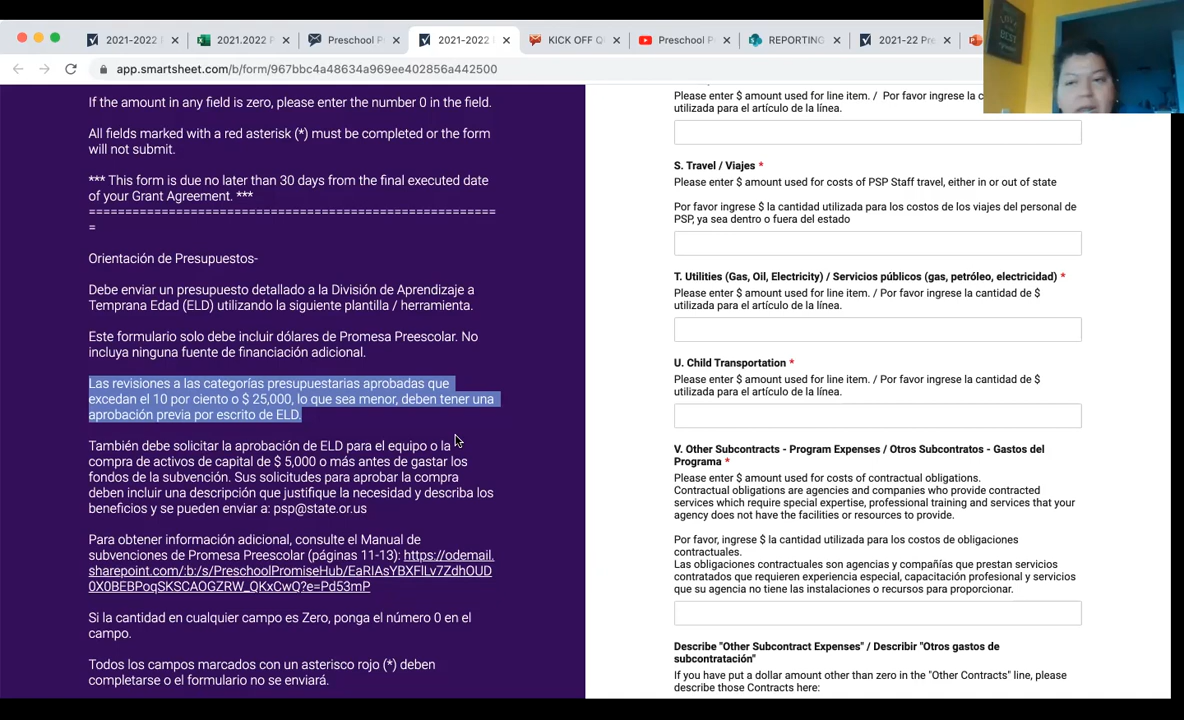 2021-2022
2021.2022 P
Preschool P
2021-2022
KICK OFF Q
Preschool P
REPORTING
2021-22 Pre
app.smartsheet.com/b/form/967bbc4a48634a969ee402856a442500
If the amount in any field is zero, please enter the number 0 in the field.
All fields marked with a red asterisk (*) must be completed or the form
will not submit.
*** This form is due no later than 30 days from the final executed date
of your Grant Agreement. ***
========================================================
=
Orientación de Presupuestos-
Debe enviar un presupuesto detallado a la División de Aprendizaje a
Temprana Edad (ELD) utilizando la siguiente plantilla / herramienta.
Este formulario solo debe incluir dólares de Promesa Preescolar. No
incluya ninguna fuente de financiación adicional.
Las revisiones a las categorías presupuestarias aprobadas que
excedan el 10 por ciento o $ 25,000, lo que sea menor, deben tener una
aprobación previa por escrito de ELD.
También debe solicitar la aprobación de ELD para el equipo o la
compra de activos de capital de $ 5,000 o más antes de gastar los
fondos de la subvención. Sus solicitudes para aprobar la compra
deben incluir una descripción que justifique la necesidad y describa los
beneficios y se pueden enviar a: psp@state.or.us
Para obtener información adicional, consulte el Manual de
subvenciones de Promesa Preescolar (páginas 11-13): https://odemail.
sharepoint.com/:b:/s/PreschoolPromiseHub/EaRIAsYBXFlLv7ZdhOUD
0X0BEBPoqSKSCAOGZRW_QKxCwQ?e=Pd53mP
Si la cantidad en cualquier campo es Zero, ponga el número 0 en el
campo.
Todos los campos marcados con un asterisco rojo (*) deben
completarse o el formulario no se enviará.
Please enter $ amount used for line item. / Por favor ingrese la c
utilizada para el artículo de la línea.
S. Travel / Viajes *
Please enter $ amount used for costs of PSP Staff travel, either in or out of state
Por favor ingrese $ la cantidad utilizada para los costos de los viajes del personal de
PSP, ya sea dentro o fuera del estado
T. Utilities (Gas, Oil, Electricity) / Servicios públicos (gas, petróleo, electricidad) *
Please enter $ amount used for line item. / Por favor ingrese la cantidad de $
utilizada para el artículo de la línea.
U. Child Transportation *
Please enter $ amount used for line item. / Por favor ingrese la cantidad de $
utilizada para el artículo de la línea.
V. Other Subcontracts - Program Expenses / Otros Subcontratos - Gastos del
Programa *
Please enter $ amount used for costs of contractual obligations.
Contractual obligations are agencies and companies who provide contracted
services which require special expertise, professional training and services that your
agency does not have the facilities or resources to provide.
Por favor, ingrese $ la cantidad utilizada para los costos de obligaciones
contractuales.
Las obligaciones contractuales son agencias y compañías que prestan servicios
contratados que requieren experiencia especial, capacitación profesional y servicios
que su agencia no tiene las instalaciones o recursos para proporcionar.
Describe "Other Subcontract Expenses" / Describir "Otros gastos de
subcontratación"
If you have put a dollar amount other than zero in the "Other Contracts" line, please
describe those Contracts here: